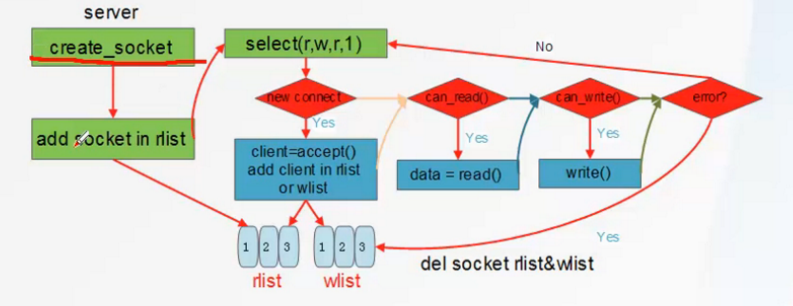 server
create_socket
select(r,w,r,1)
No
new connect
can_read()
can_write()
error?
Yes
Yes
Yes
add socket in rlist
client=accept()
add client in rlist
or wlist
data = read()
write()
1 2 3
1 2 3
Yes
del socket rlist&wlist
rlist
wlist